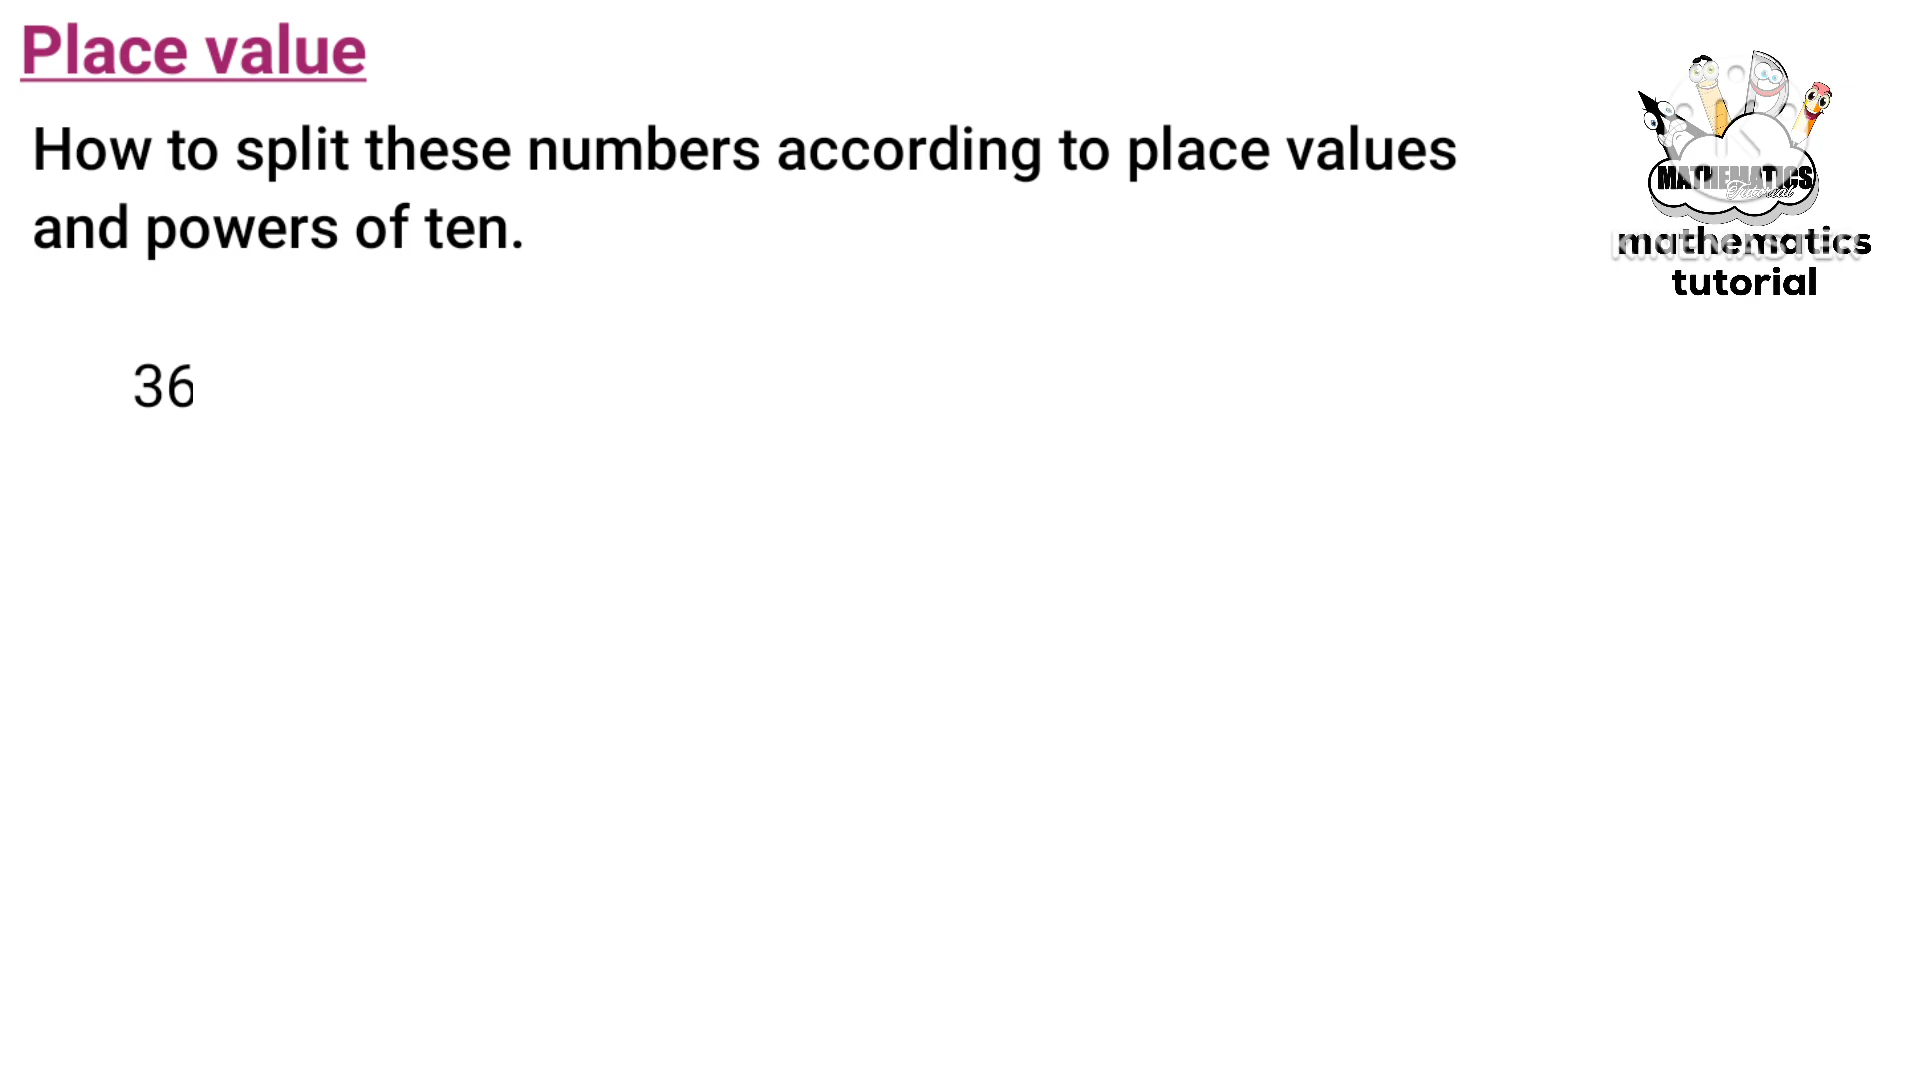 Place value
How to split these numbers according to place values
and powers of ten.
36
MATHEMATICS
Tutorial
mathematics
tutorial